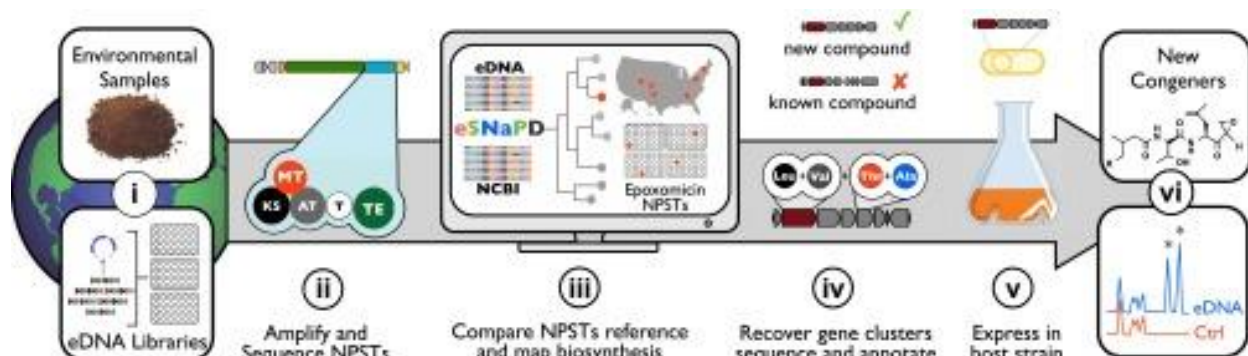 Environmental
Samples
i
eDNA Libraries
MT
KS
AT
T
TE
ii
Amplify and
Sequence NPSTs
eDNA
eSNaPD
NCBI
Epoxomicin
NPSTs
iii
Compare NPSTs reference
and map biosynthesis
new compound
known compound
Leu + Val + Thr + Ala
iv
Recover gene clusters
sequence and annotate
v
Express in
host strain
New
Congeners
OH
O
H
vi
eDNA
Ctrl